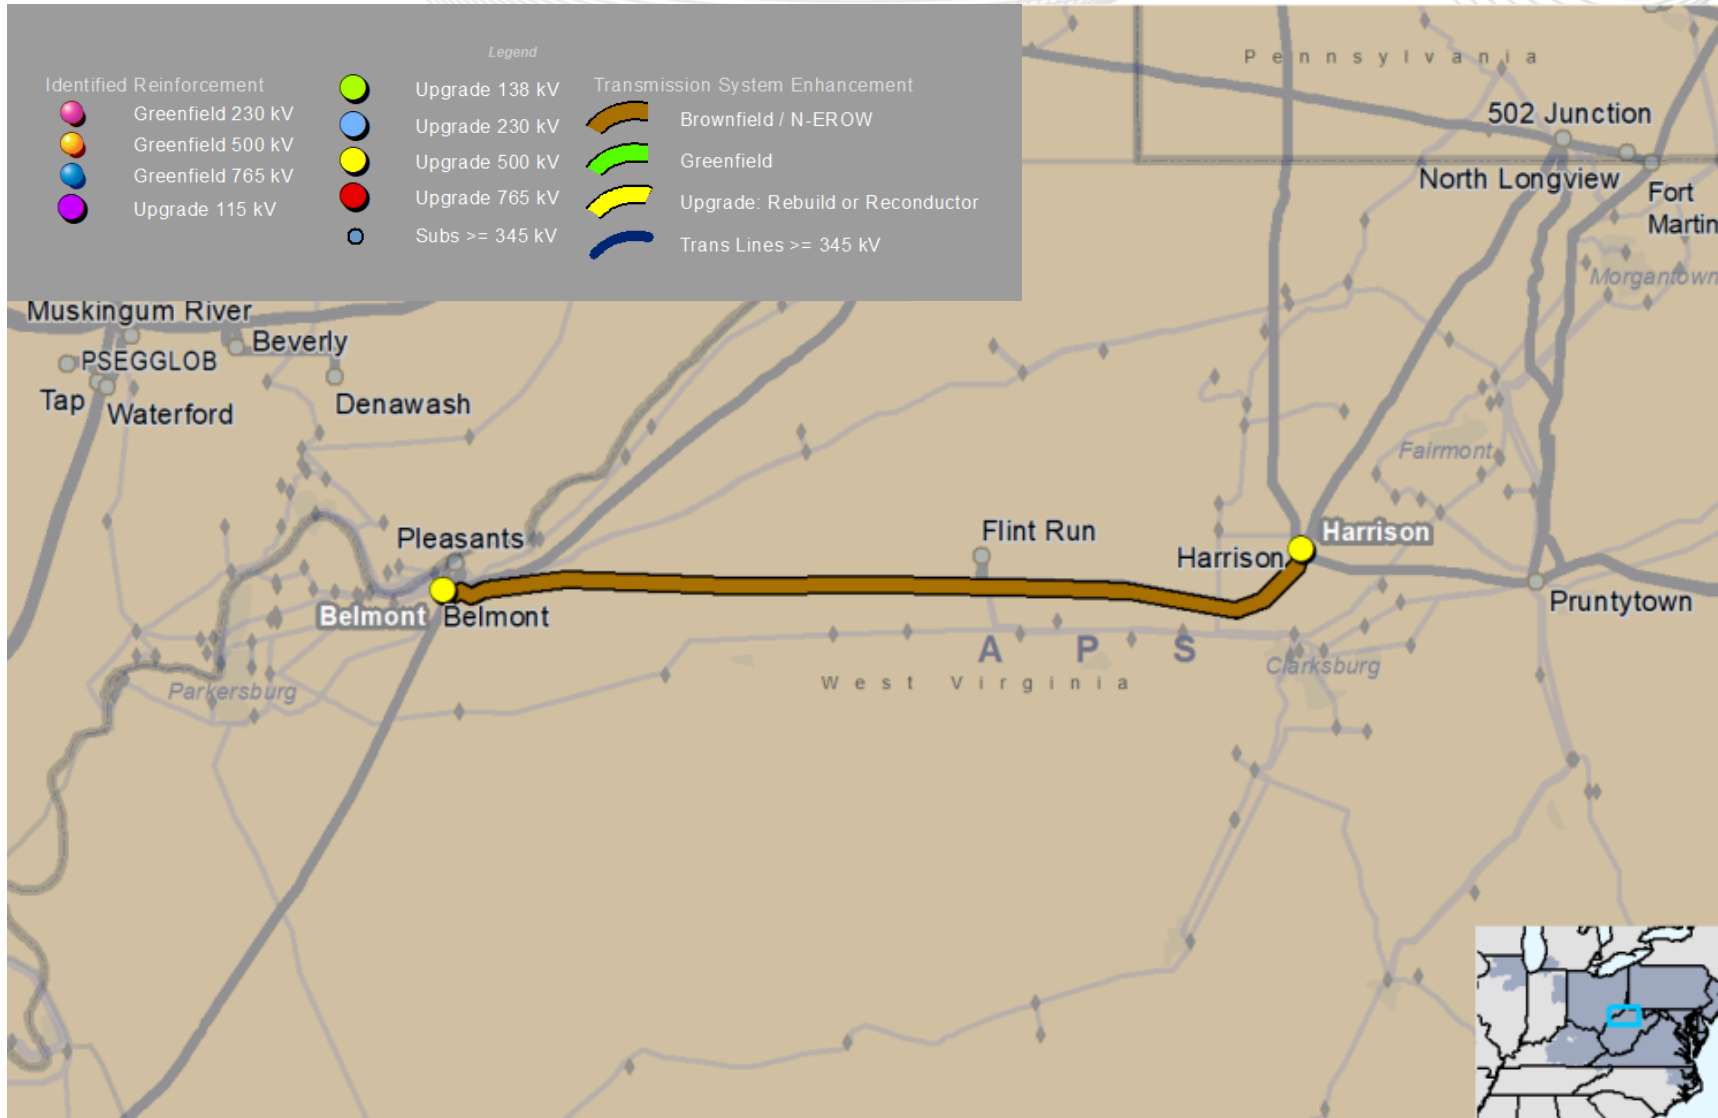 Legend
Identified Reinforcement
Greenfield 230 kV
Greenfield 500 kV
Greenfield 765 kV
Upgrade 115 kV
Upgrade 138 kV
Upgrade 230 kV
Upgrade 500 kV
Upgrade 765 kV
Subs >= 345 kV
Transmission System Enhancement
Brownfield / N-EROW
Greenfield
Upgrade: Rebuild or Reconductor
Trans Lines >= 345 kV
Pennsylvania
502 Junction
North Longview
Fort
Martin
Morgantown
Muskingum River
Beverly
PSEGGLOB
Tap
Waterford
Denawash
Fairmont
Pleasants
Flint Run
Harrison
Harrison
Belmont
Belmont
Pruntytown
A P S
West Virginia
Clarksburg
Parkersburg